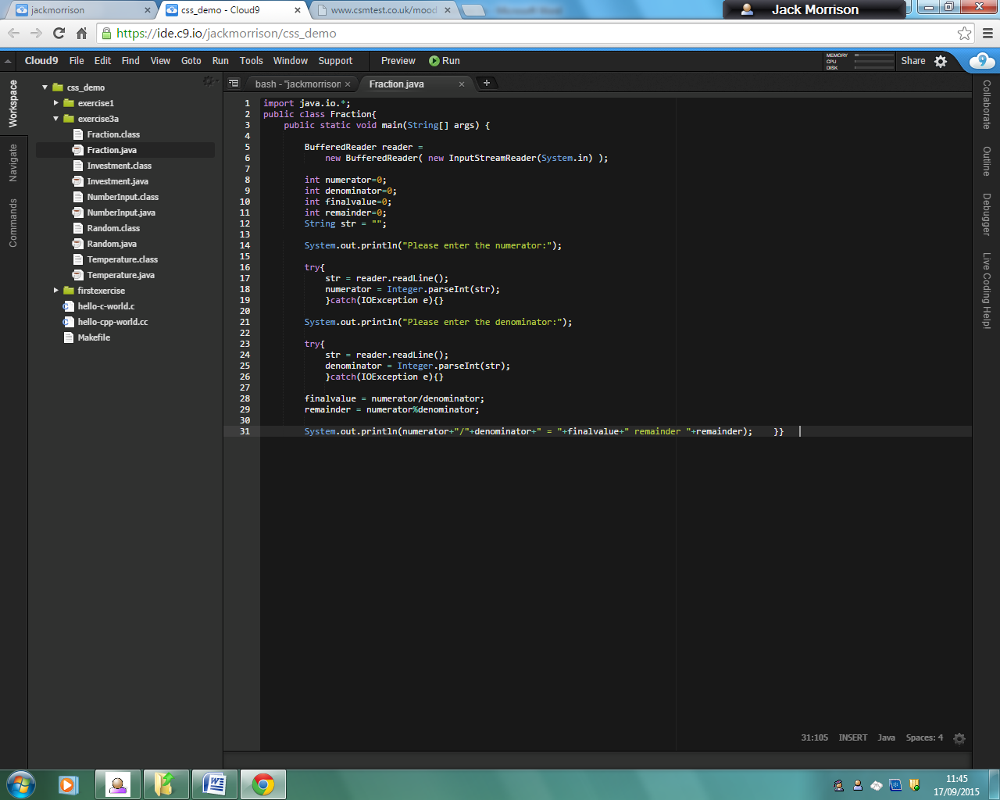 jackmorrison
css_demo - Cloud9
www.csmtest.co.uk/mood
Jack Morrison
https://ide.c9.io/jackmorrison/css_demo
Cloud9 File Edit Find View Goto Run Tools Window Support Preview Run
MEMORY
CPU
DISK
Share
9
Workspace
Navigate
Commands
css_demo
exercise1
exercise3a
Fraction.class
Fraction.java
Investment.class
Investment.java
NumberInput.class
NumberInput.java
Random.class
Random.java
Temperature.class
Temperature.java
firstexercise
hello-c-world.c
hello-cpp-world.cc
Makefile
bash - "jackmorrison
Fraction.java
1 import java.io.*;
2 public class Fraction{
3 public static void main(String[] args) {
4
5 BufferedReader reader =
6 new BufferedReader( new InputStreamReader(System.in) );
7
8 int numerator=0;
9 int denominator=0;
10 int finalvalue=0;
11 int remainder=0;
12 String str = "";
13
14 System.out.println("Please enter the numerator:");
15
16 try{
17 str = reader.readLine();
18 numerator = Integer.parseInt(str);
19 }catch(IOException e){}
20
21 System.out.println("Please enter the denominator:");
22
23 try{
24 str = reader.readLine();
25 denominator = Integer.parseInt(str);
26 }catch(IOException e){}
27
28 finalvalue = numerator/denominator;
29 remainder = numerator%denominator;
30
31 System.out.println(numerator+"/"+denominator+" = "+finalvalue+" remainder "+remainder); }}
31:105 INSERT Java Spaces: 4
Collaborate
Outline
Debugger
Live Coding Help!
11:45
17/09/2015